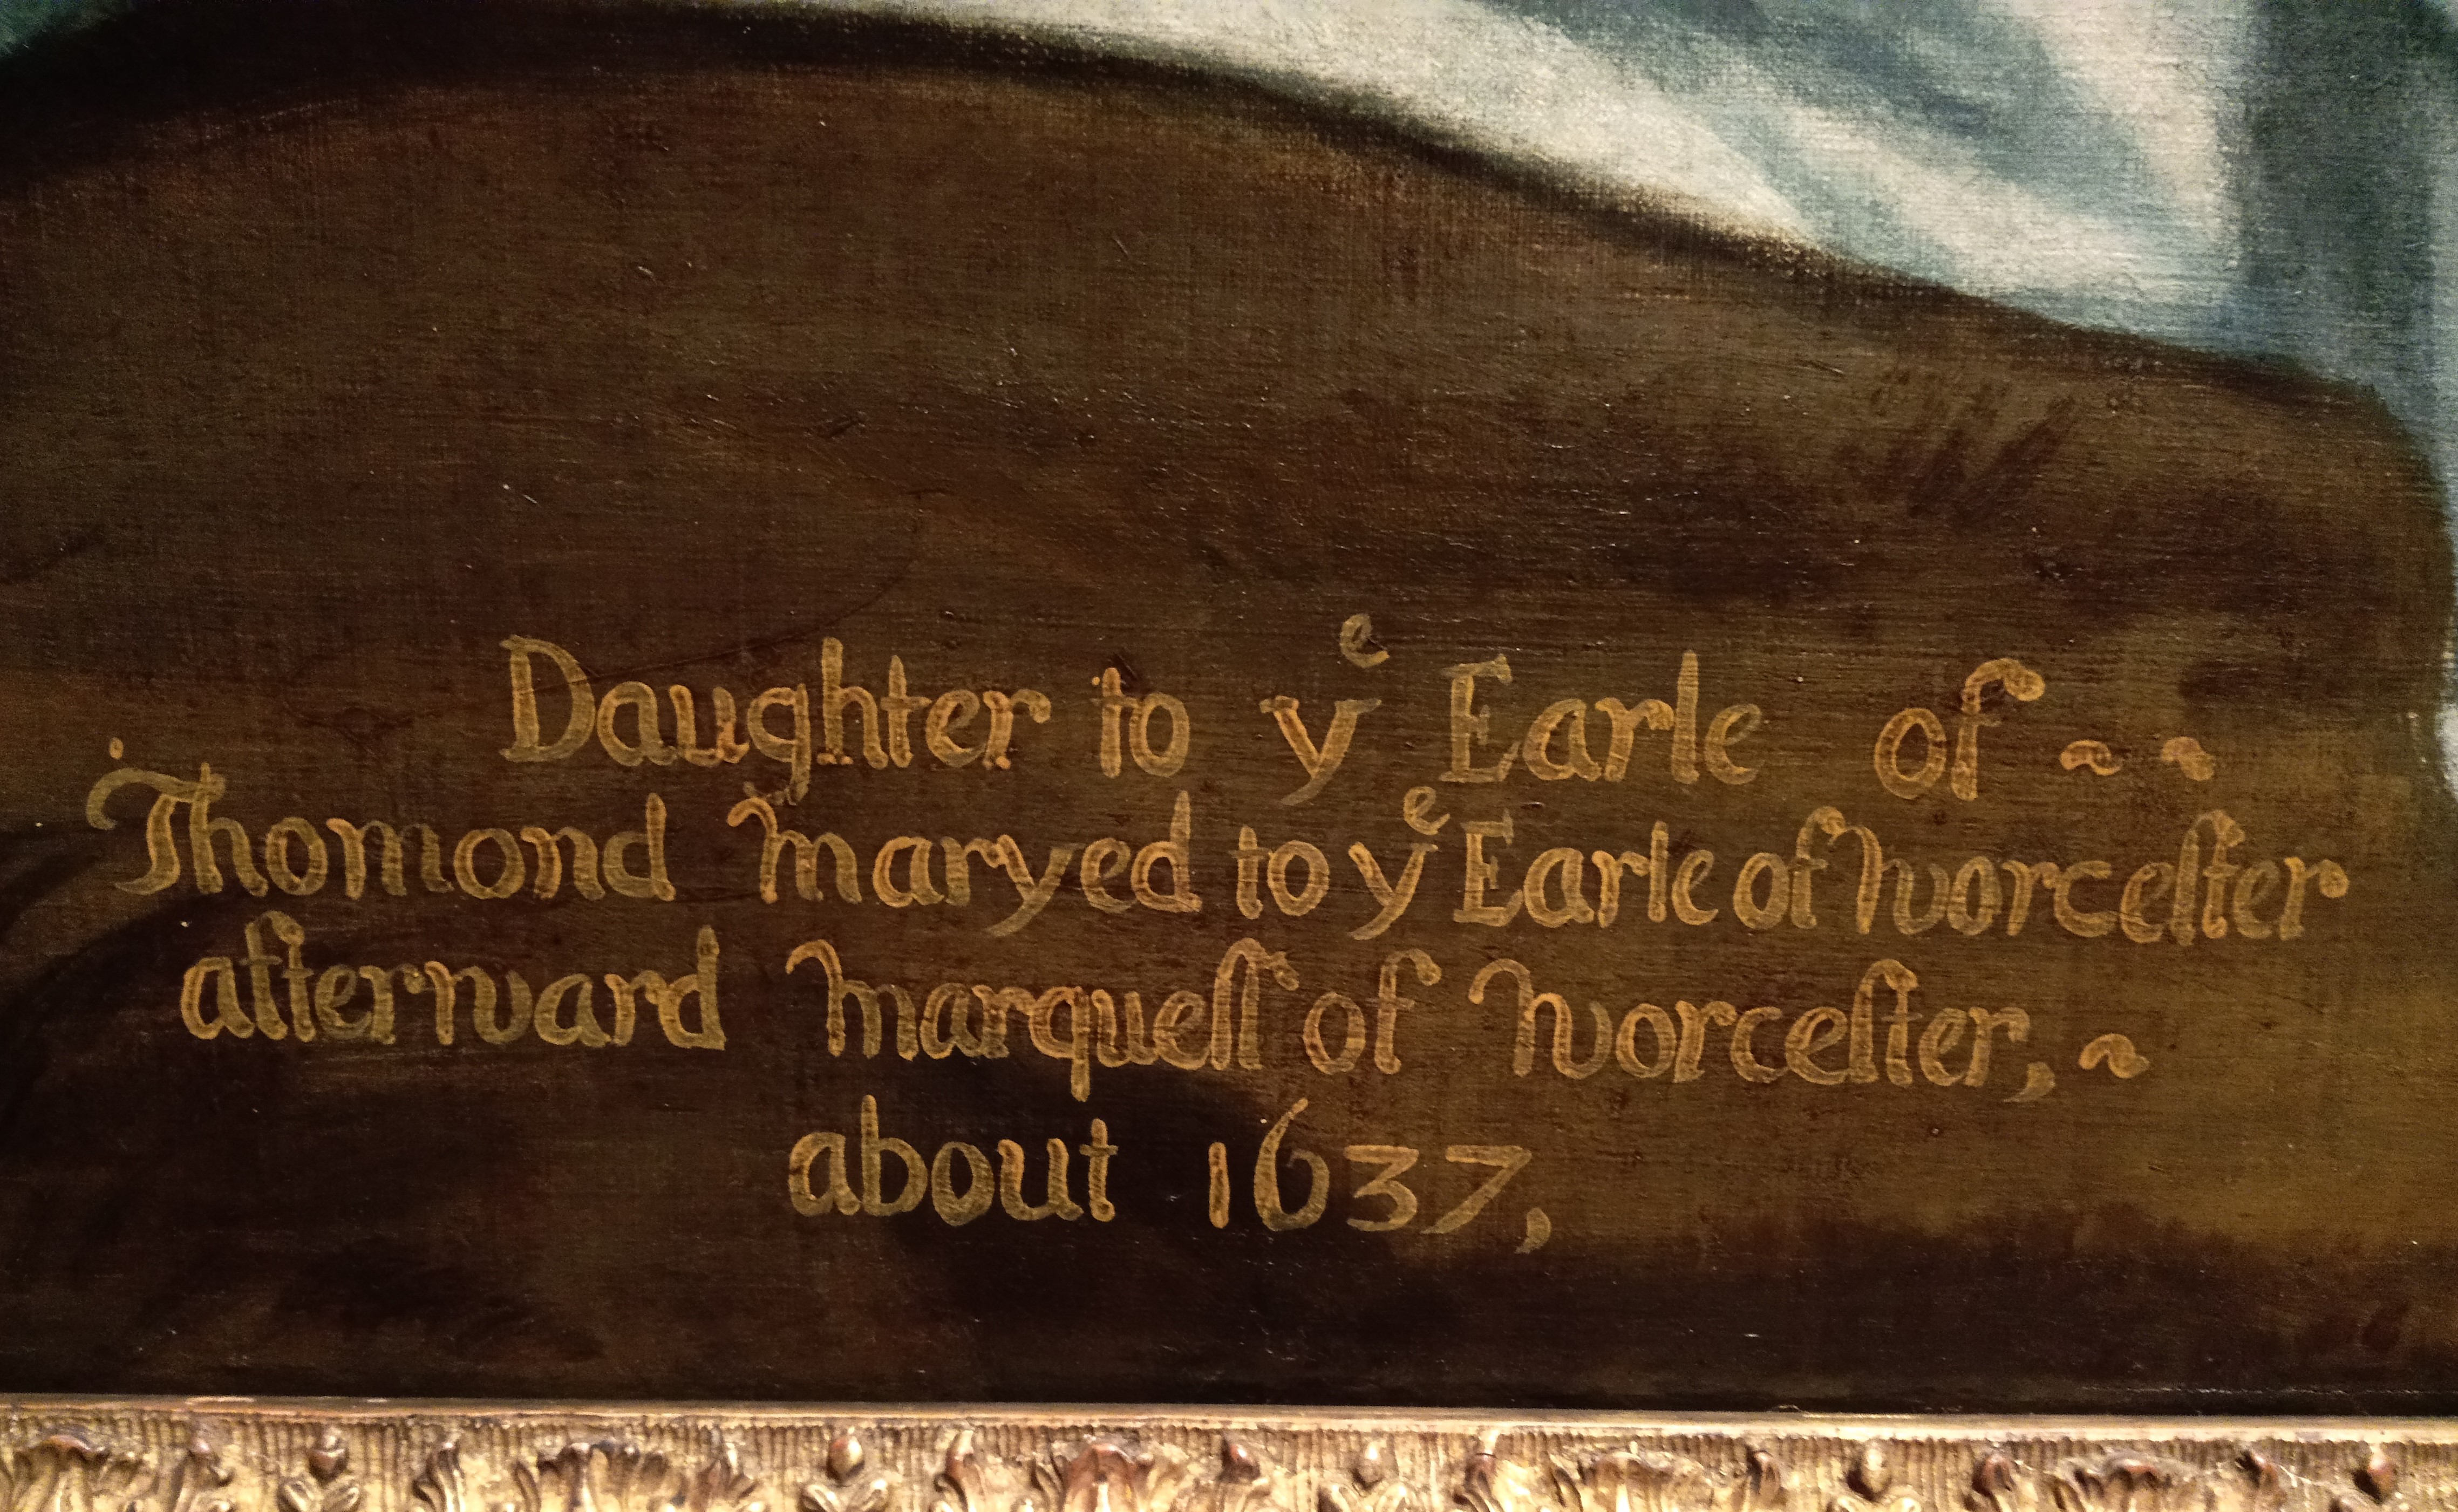 Daughter to yᵉ Earle of ~ ~
Thomond maryed to yᵉ Earle of worceſter
afterward marqueſs of worceſter, ~
about 1637,